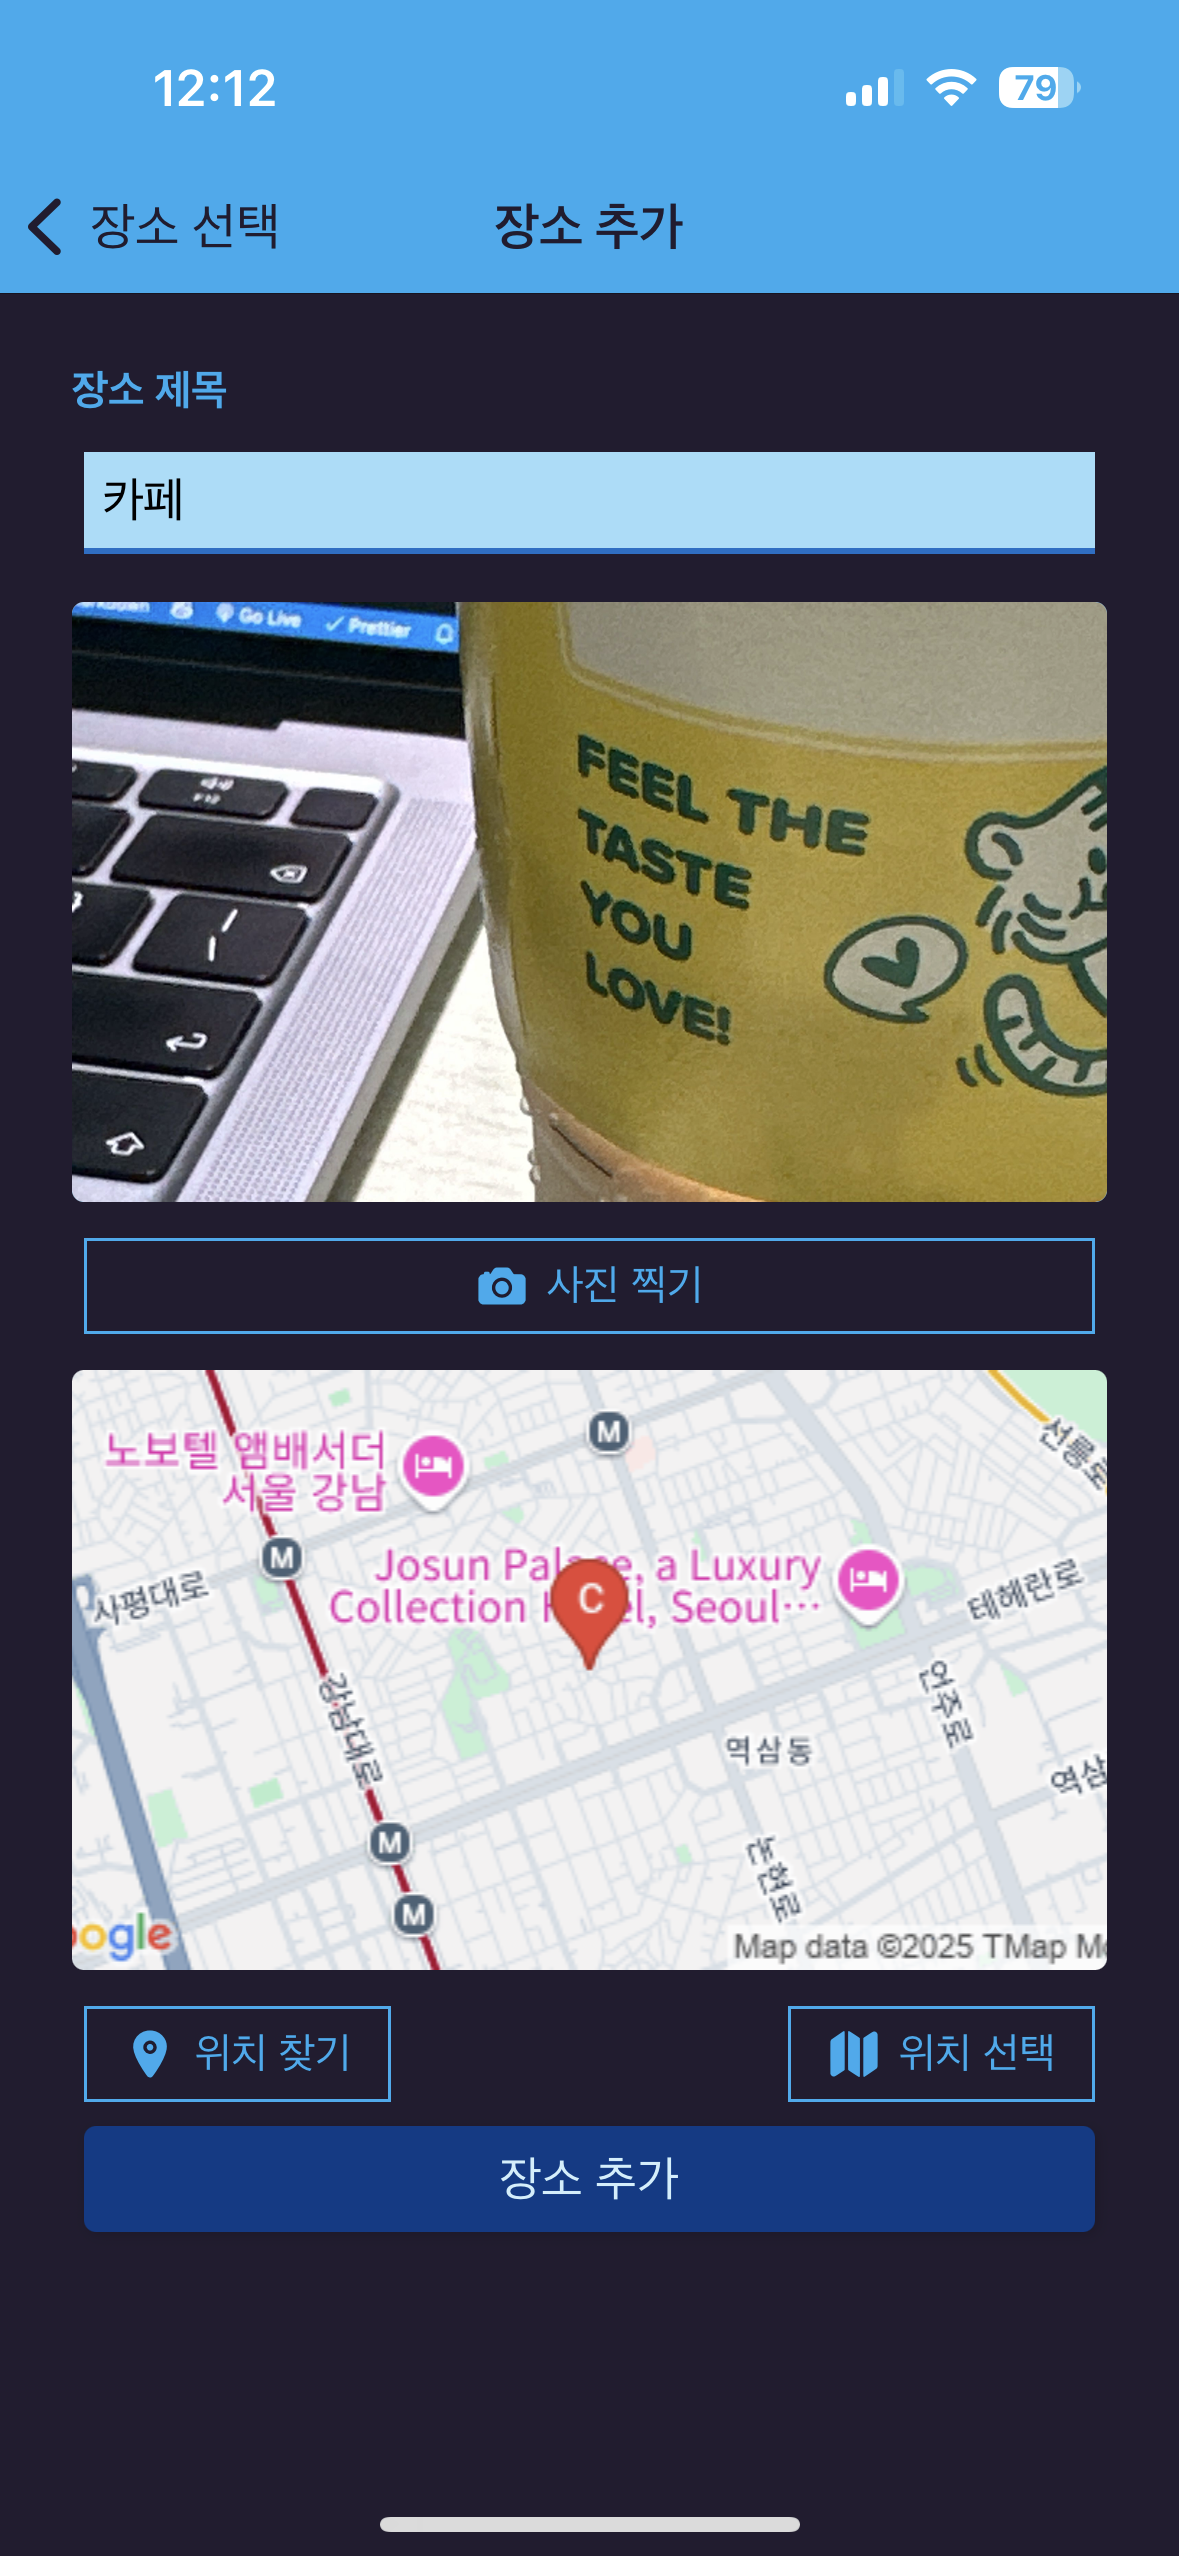 12:12
79
장소 선택
장소 추가
장소 제목
카페
Go Live
Prettier
FEEL THE
TASTE
YOU
LOVE!
사진 찍기
노보텔 앰배서더
서울 강남
M
선릉로
M
Josun Palace, a Luxury
Collection Hotel, Seoul…
C
사평대로
테헤란로
강남대로
언주로
역삼동
역삼
M
논현로
M
ogle
Map data ©2025 TMap Mo
위치 찾기
위치 선택
장소 추가